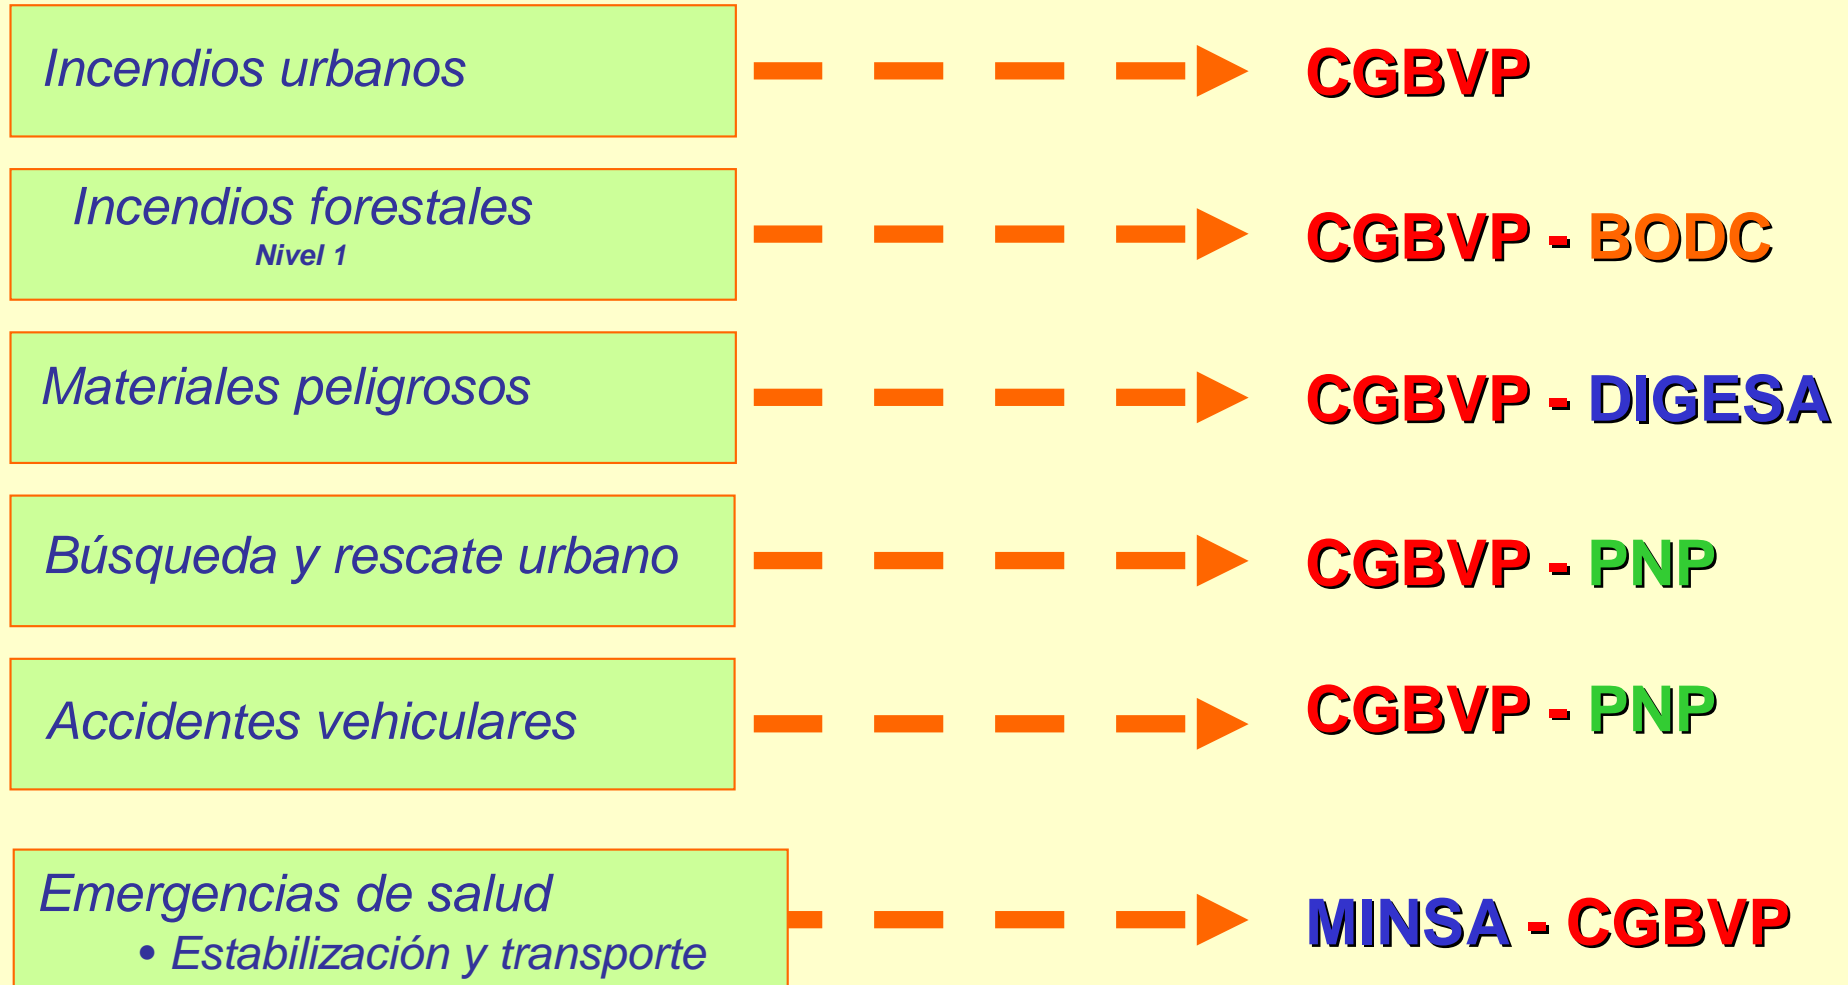 Incendios urbanos
CGBVP
Incendios forestales
Nivel 1
CGBVP - BODC
Materiales peligrosos
CGBVP - DIGESA
Búsqueda y rescate urbano
CGBVP - PNP
Accidentes vehiculares
CGBVP - PNP
Emergencias de salud
• Estabilización y transporte
MINSA - CGBVP